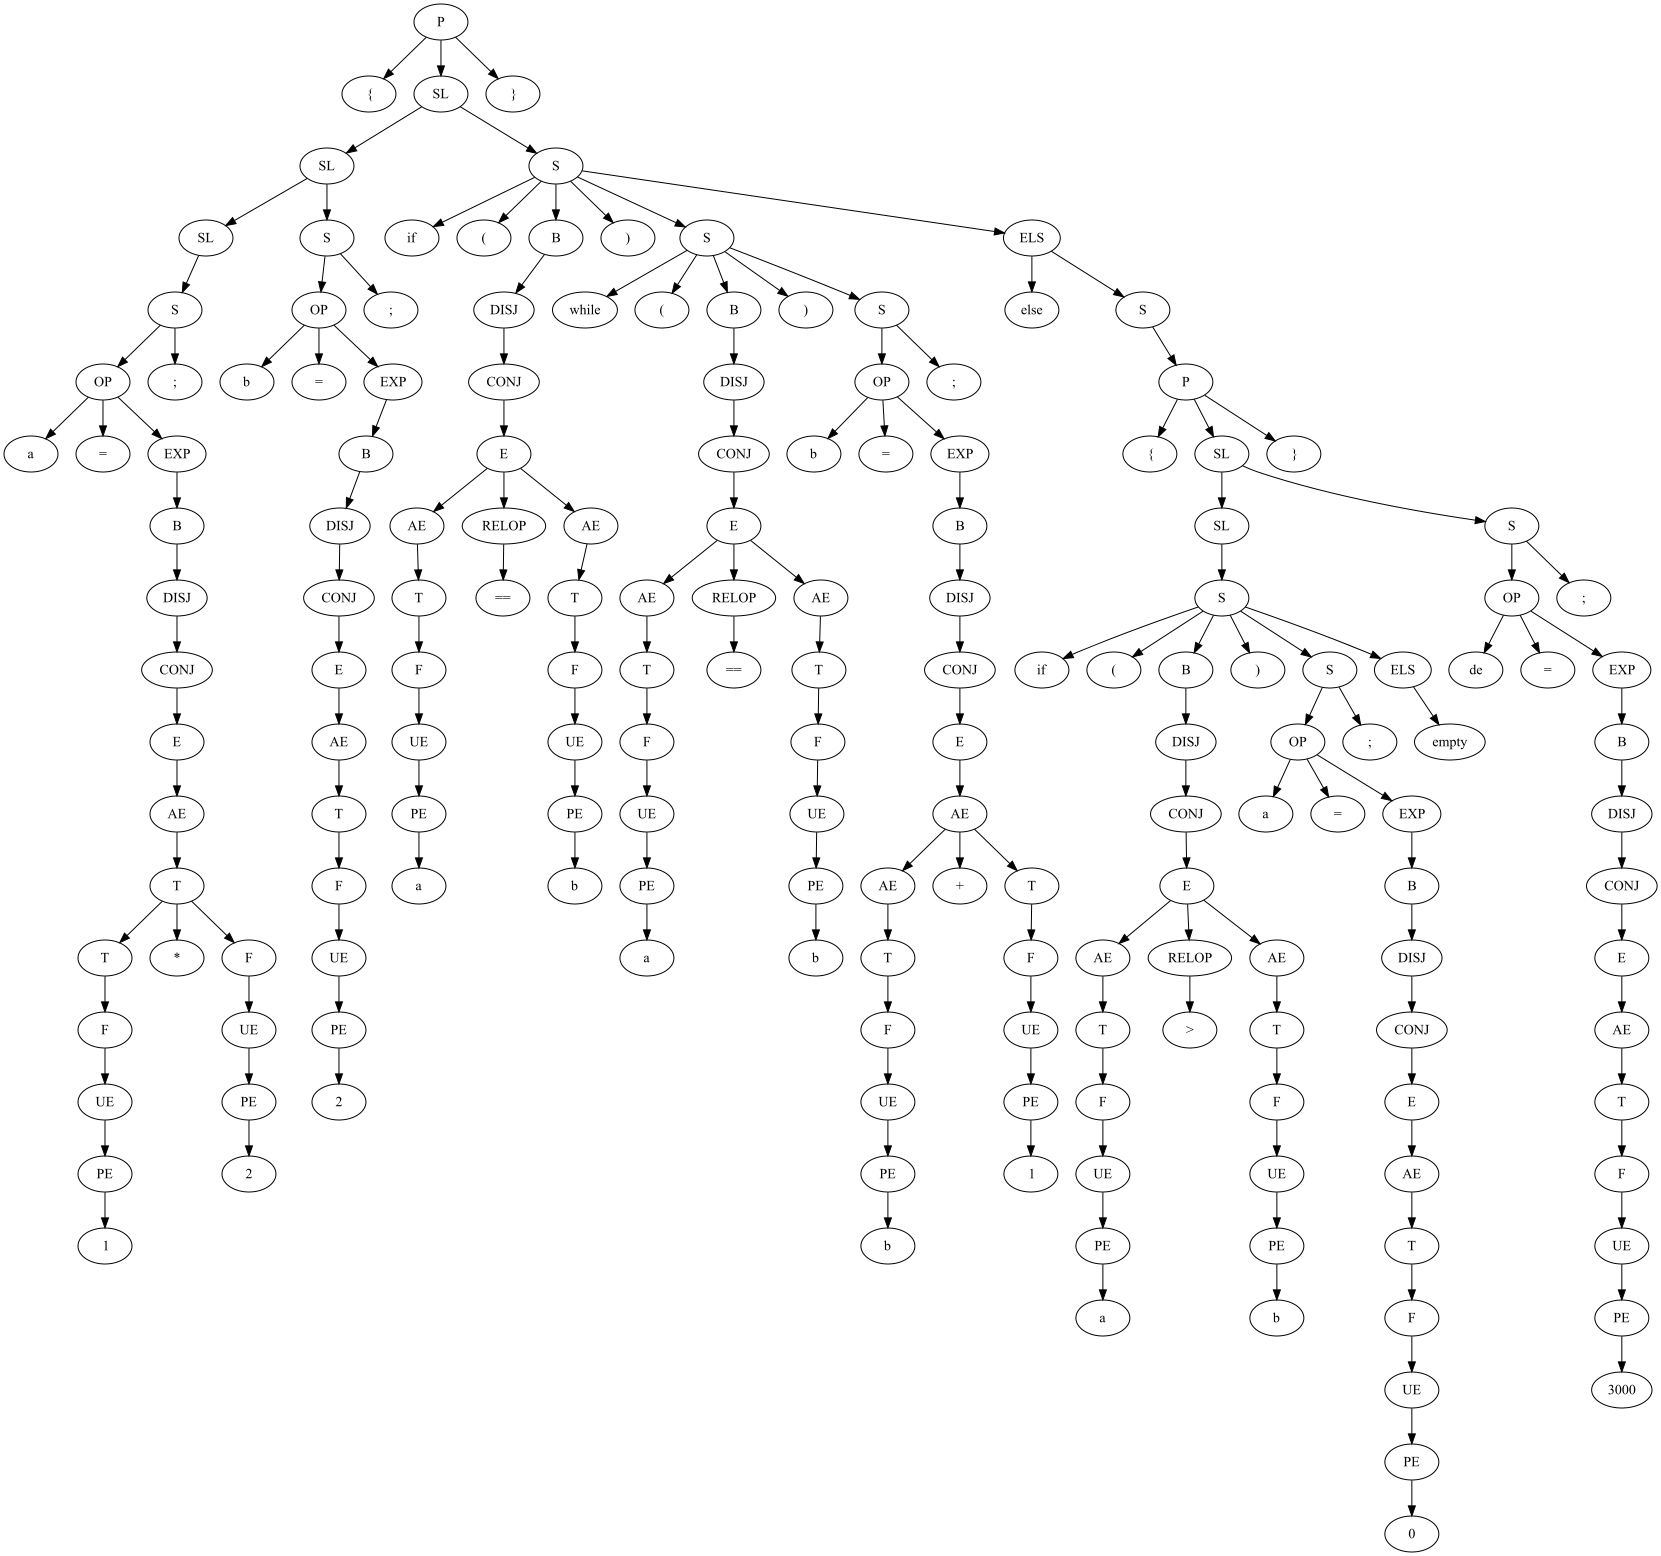 P
{ SL }
SL S
SL S if ( B ) S ELS
S OP ; DISJ while ( B ) S else S
OP ; b = EXP CONJ DISJ OP ; P
a = EXP B E CONJ b = EXP { SL }
B DISJ AE RELOP AE E B SL S
DISJ CONJ T == T AE RELOP AE DISJ S OP ;
CONJ E F F T == T CONJ if ( B ) S ELS de = EXP
E AE UE UE F F E DISJ OP ; empty B
AE T PE PE UE UE AE CONJ a = EXP DISJ
T F a b PE PE AE + T E B CONJ
T * F UE a b T F AE RELOP AE DISJ E
F UE PE F UE T > T CONJ AE
UE PE 2 UE PE F F E T
PE 2 PE 1 UE UE AE F
1 b PE PE T UE
a b F PE
UE 3000
PE
0